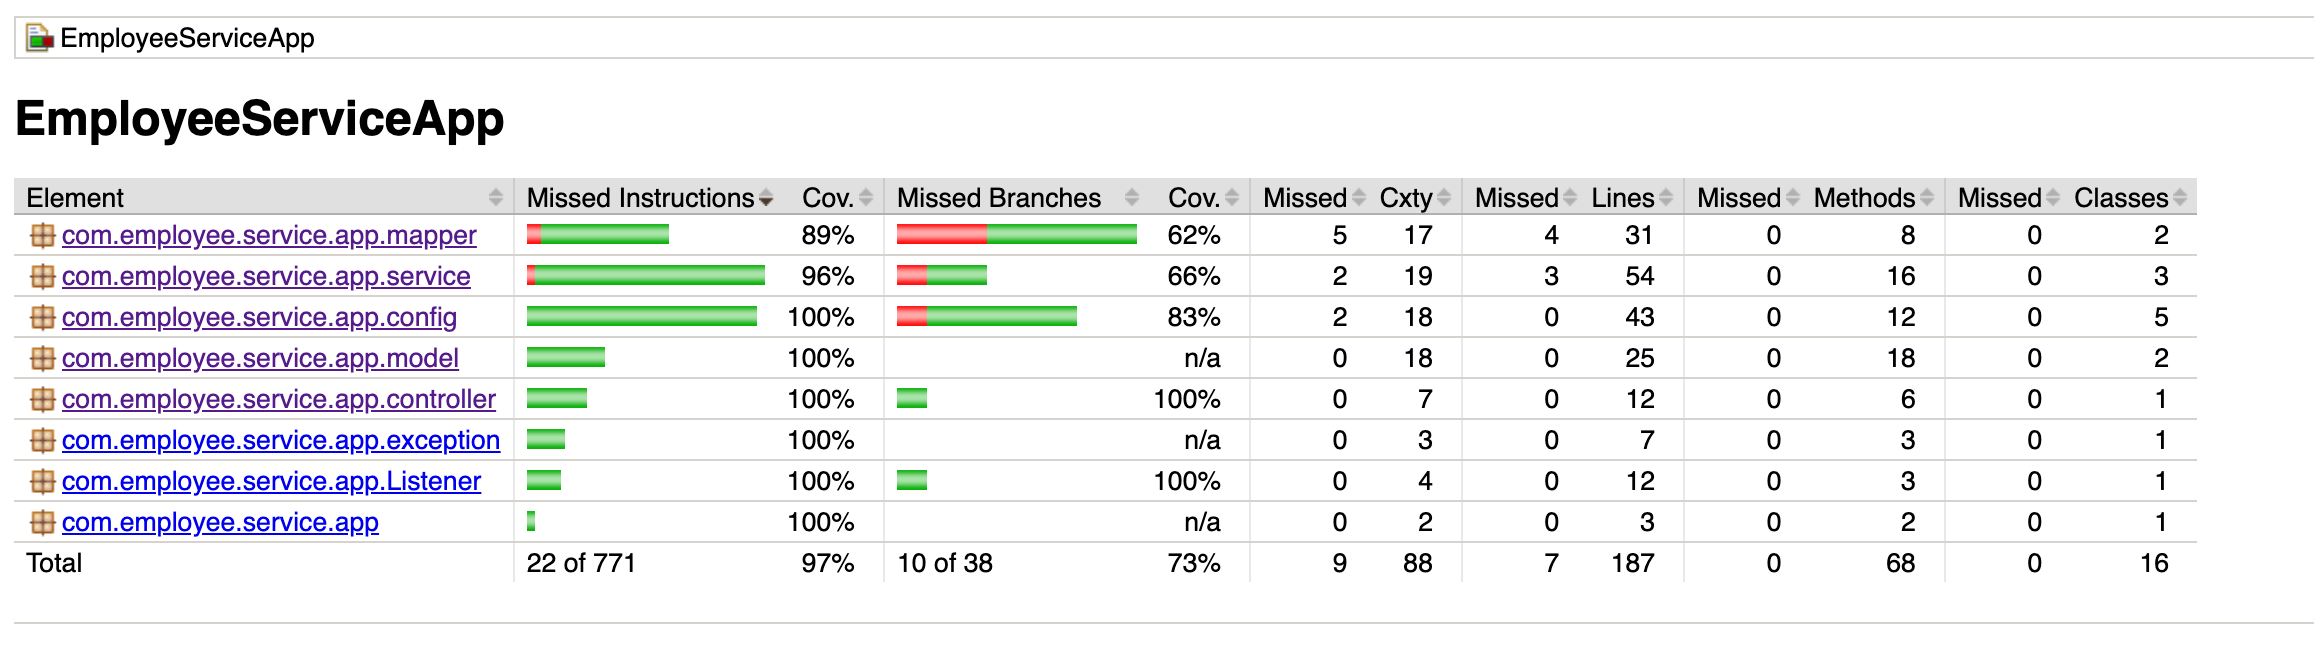 EmployeeServiceApp
EmployeeServiceApp
Element Missed Instructions Cov. Missed Branches Cov. Missed Cxty Missed Lines Missed Methods Missed Classes
com.employee.service.app.mapper 89% 62% 5 17 4 31 0 8 0 2
com.employee.service.app.service 96% 66% 2 19 3 54 0 16 0 3
com.employee.service.app.config 100% 83% 2 18 0 43 0 12 0 5
com.employee.service.app.model 100% n/a 0 18 0 25 0 18 0 2
com.employee.service.app.controller 100% 100% 0 7 0 12 0 6 0 1
com.employee.service.app.exception 100% n/a 0 3 0 7 0 3 0 1
com.employee.service.app.Listener 100% 100% 0 4 0 12 0 3 0 1
com.employee.service.app 100% n/a 0 2 0 3 0 2 0 1
Total 22 of 771 97% 10 of 38 73% 9 88 7 187 0 68 0 16